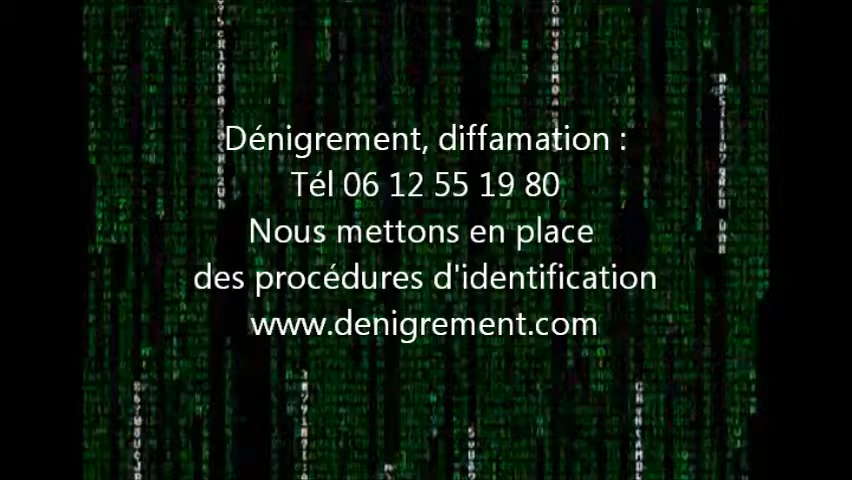 Dénigrement, diffamation :
Tél 06 12 55 19 80
Nous mettons en place
des procédures d'identification
www.denigrement.com